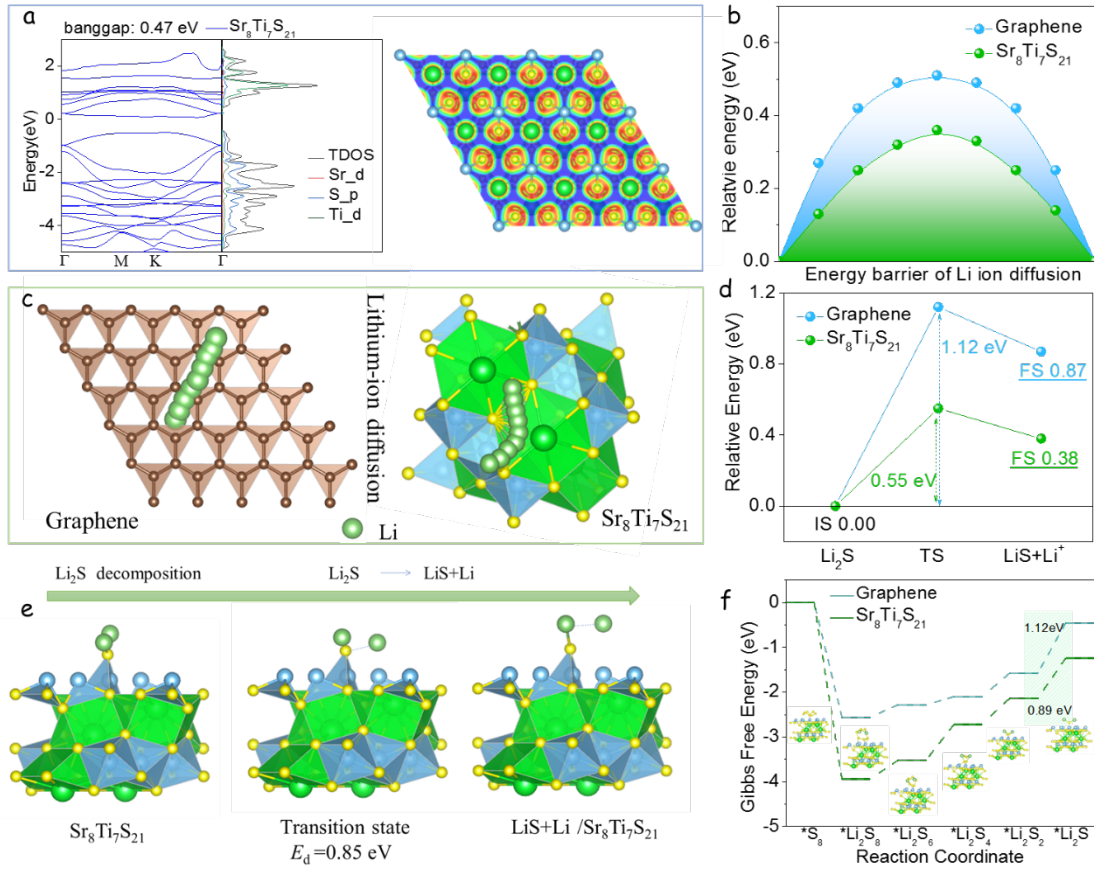 a
banggap: 0.47 eV
Sr8Ti7S21
Energy(eV)
2
0
-2
-4
Γ
M
K
Γ
TDOS
Sr_d
S_p
Ti_d
b
Relatvie energy (eV)
0.6
0.4
0.2
0.0
Graphene
Sr8Ti7S21
Energy barrier of Li ion diffusion
c
Graphene
Lithium-ion diffusion
Li
Sr8Ti7S21
d
Relative Energy (eV)
1.2
0.8
0.4
0.0
Graphene
Sr8Ti7S21
1.12 eV
FS 0.87
0.55 eV
FS 0.38
IS 0.00
Li2S
TS
LiS+Li+
Li2S decomposition
Li2S → LiS+Li
e
Sr8Ti7S21
Transition state
Ed =0.85 eV
LiS+Li /Sr8Ti7S21
f
Gibbs Free Energy (eV)
0
-1
-2
-3
-4
-5
Graphene
Sr8Ti7S21
1.12eV
0.89 eV
*S8
*Li2S8
*Li2S6
*Li2S4
*Li2S2
*Li2S
Reaction Coordinate